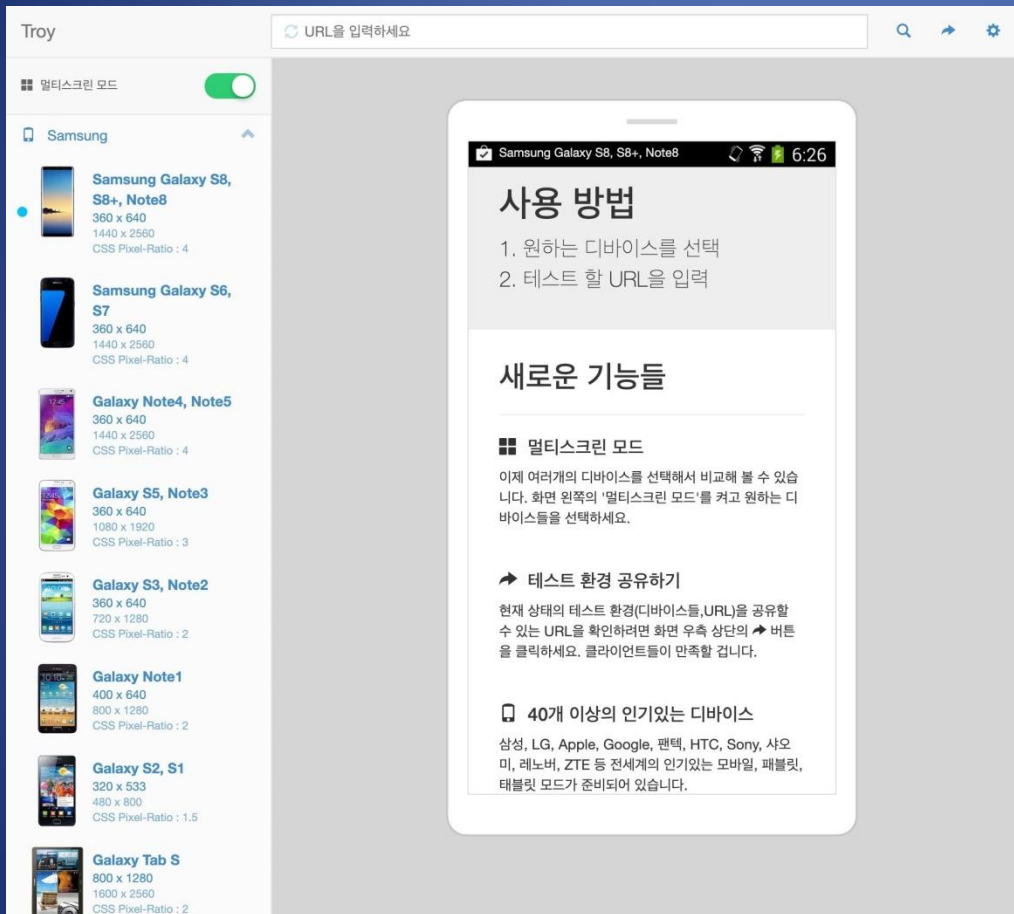 Troy
URL을 입력하세요
멀티스크린 모드
Samsung
Samsung Galaxy S8,
S8+, Note8
360 x 640
1440 x 2560
CSS Pixel-Ratio : 4
Samsung Galaxy S6,
S7
360 x 640
1440 x 2560
CSS Pixel-Ratio : 4
Galaxy Note4, Note5
360 x 640
1440 x 2560
CSS Pixel-Ratio : 4
Galaxy S5, Note3
360 x 640
1080 x 1920
CSS Pixel-Ratio : 3
Galaxy S3, Note2
360 x 640
720 x 1280
CSS Pixel-Ratio : 2
Galaxy Note1
400 x 640
800 x 1280
CSS Pixel-Ratio : 2
Galaxy S2, S1
320 x 533
480 x 800
CSS Pixel-Ratio : 1.5
Galaxy Tab S
800 x 1280
1600 x 2560
CSS Pixel-Ratio : 2
Samsung Galaxy S8, S8+, Note8 6:26
사용 방법
1. 원하는 디바이스를 선택
2. 테스트 할 URL을 입력
새로운 기능들
멀티스크린 모드
이제 여러개의 디바이스를 선택해서 비교해 볼 수 있습
니다. 화면 왼쪽의 '멀티스크린 모드'를 켜고 원하는 디
바이스들을 선택하세요.
테스트 환경 공유하기
현재 상태의 테스트 환경(디바이스들,URL)을 공유할
수 있는 URL을 확인하려면 화면 우측 상단의 버튼
을 클릭하세요. 클라이언트들이 만족할 겁니다.
40개 이상의 인기있는 디바이스
삼성, LG, Apple, Google, 팬텍, HTC, Sony, 샤오
미, 레노버, ZTE 등 전세계의 인기있는 모바일, 패블릿,
태블릿 모드가 준비되어 있습니다.